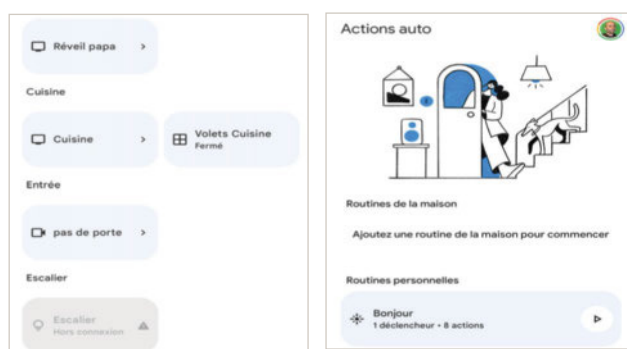 Réveil papa
Cuisine
Cuisine
Volets Cuisine
Fermé
Entrée
pas de porte
Escalier
Escalier
Hors connexion
Actions auto
Routines de la maison
Ajoutez une routine de la maison pour commencer
Routines personnelles
Bonjour
1 déclencheur • 8 actions